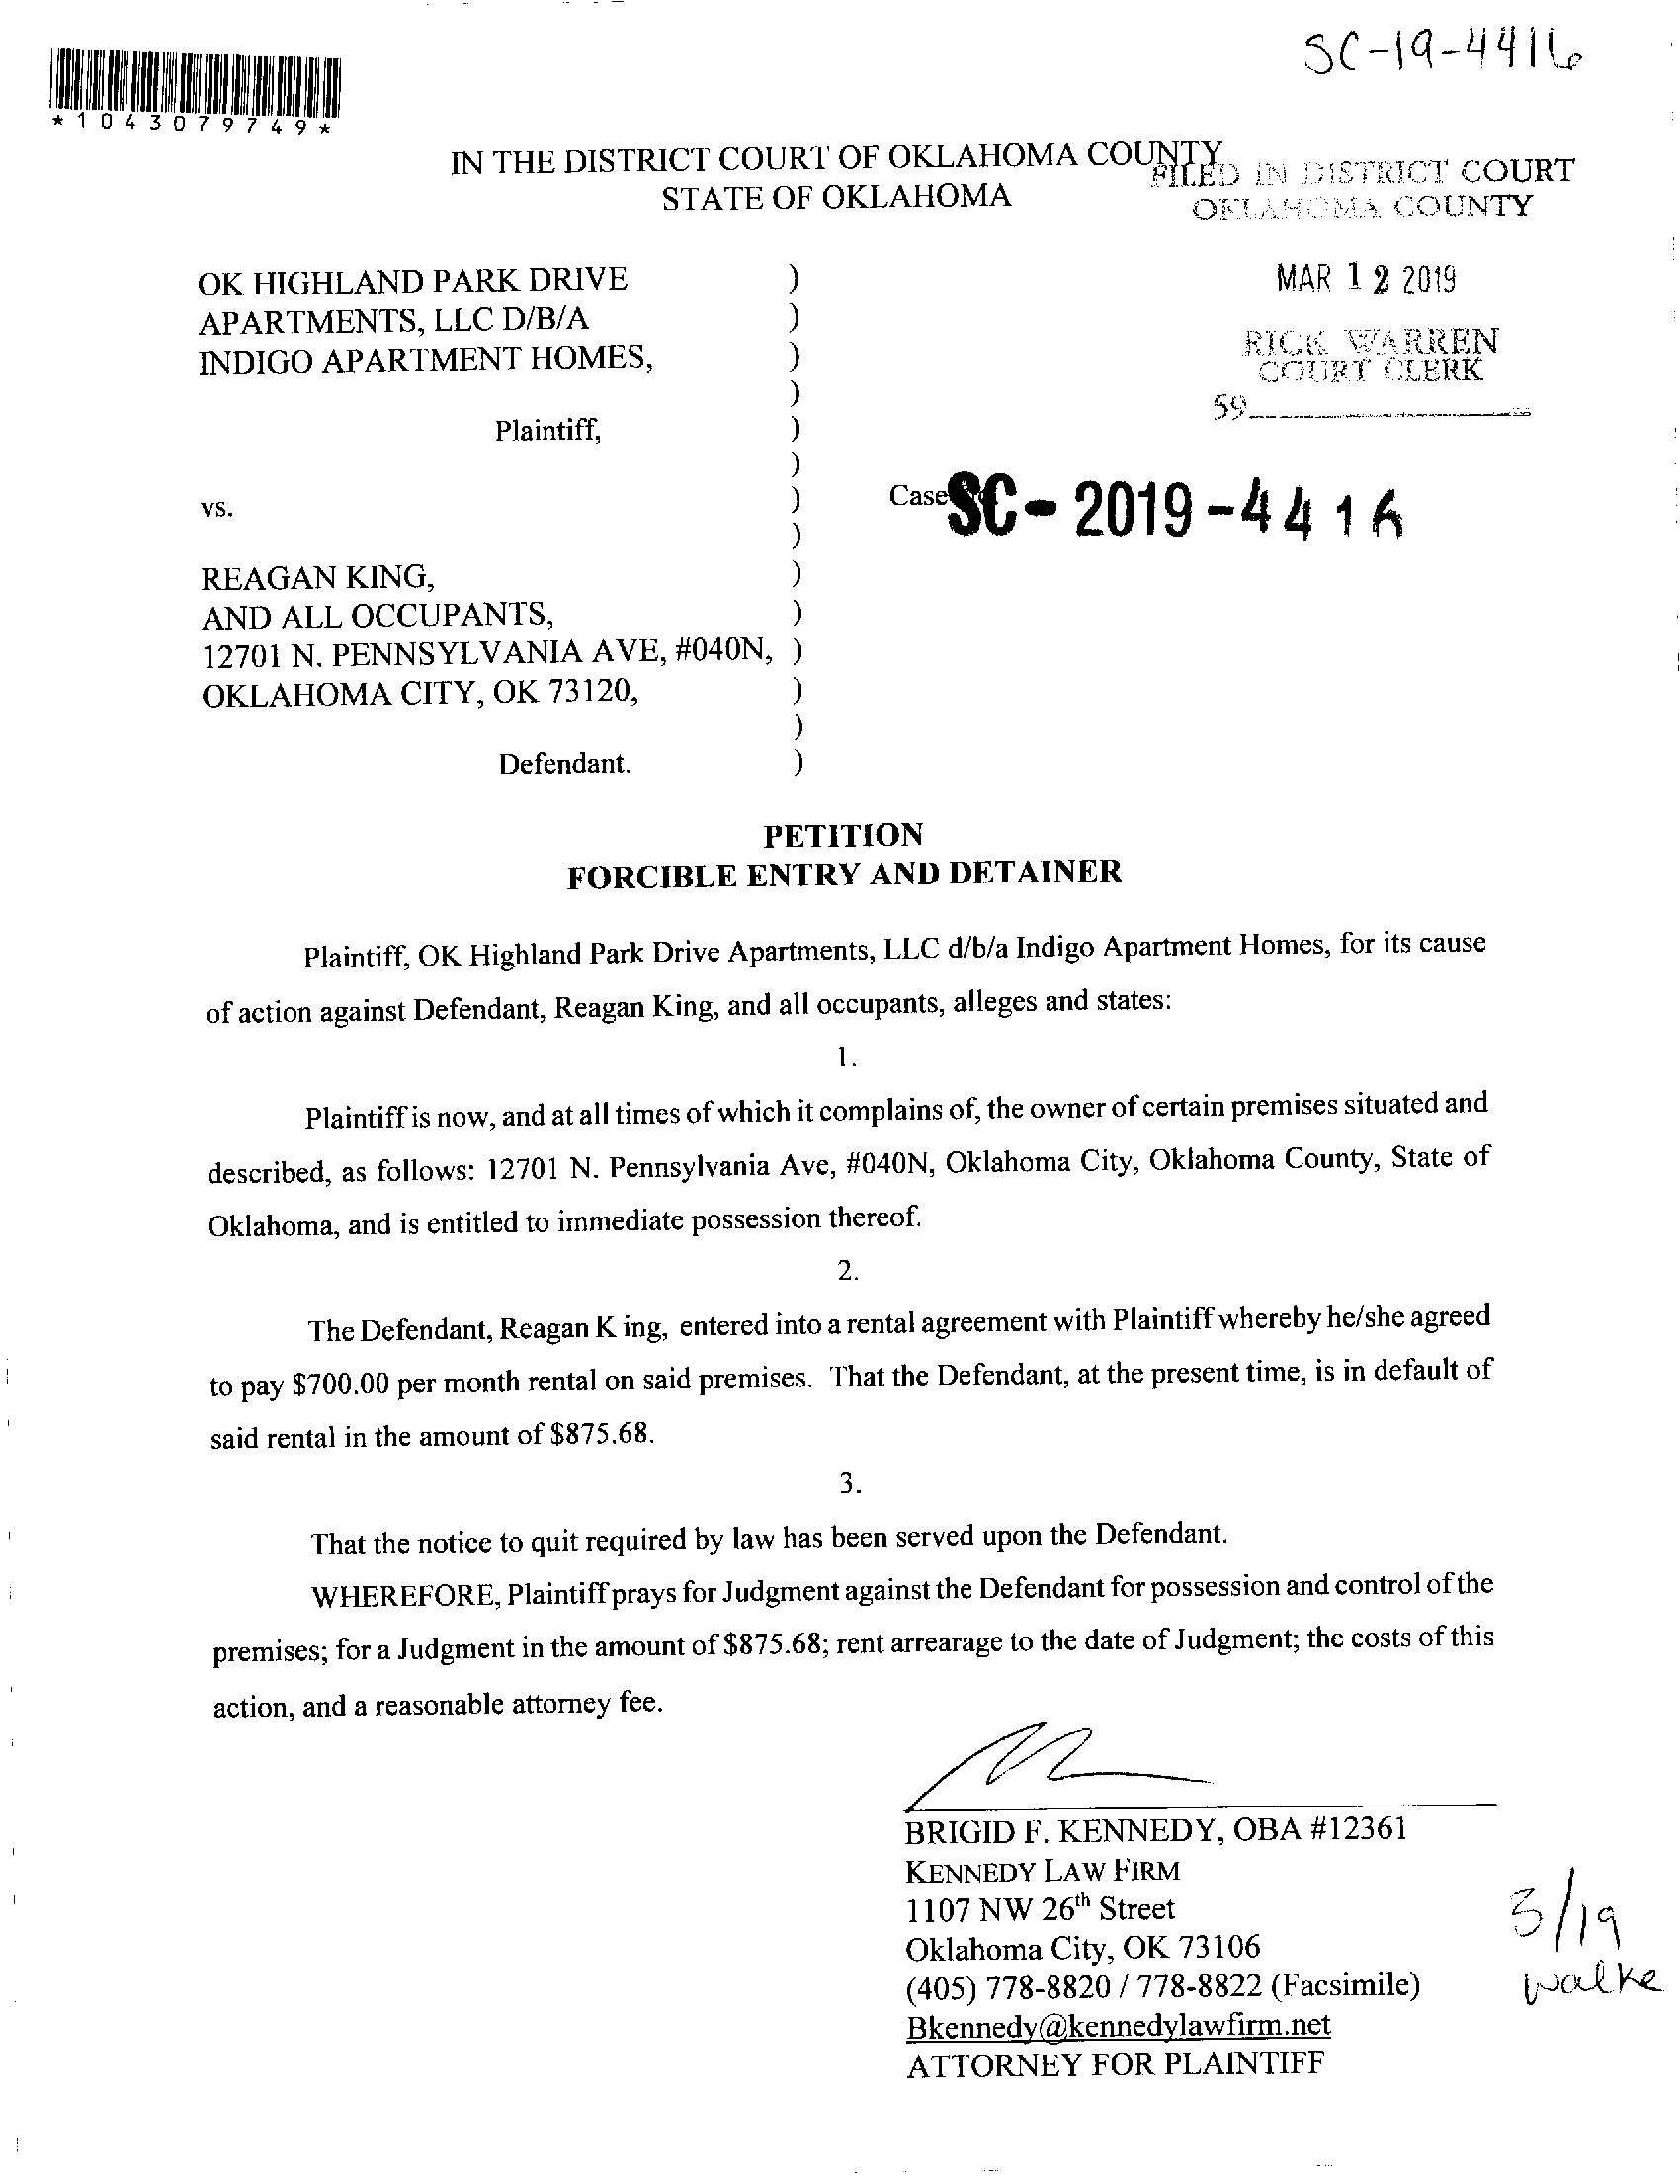 SC-19-4416
*1043079749*
IN THE DISTRICT COURT OF OKLAHOMA COUNTY
STATE OF OKLAHOMA
FILED IN DISTRICT COURT
OKLAHOMA COUNTY
MAR 12 2019
RICK WARREN
COURT CLERK
59
OK HIGHLAND PARK DRIVE )
APARTMENTS, LLC D/B/A )
INDIGO APARTMENT HOMES, )
)
Plaintiff, )
)
vs. )
Case SC-2019-4416
)
REAGAN KING, )
AND ALL OCCUPANTS, )
12701 N. PENNSYLVANIA AVE, #040N, )
OKLAHOMA CITY, OK 73120, )
)
Defendant. )
PETITION
FORCIBLE ENTRY AND DETAINER
Plaintiff, OK Highland Park Drive Apartments, LLC d/b/a Indigo Apartment Homes, for its cause
of action against Defendant, Reagan King, and all occupants, alleges and states:
1.
Plaintiff is now, and at all times of which it complains of, the owner of certain premises situated and
described, as follows: 12701 N. Pennsylvania Ave, #040N, Oklahoma City, Oklahoma County, State of
Oklahoma, and is entitled to immediate possession thereof.
2.
The Defendant, Reagan K ing, entered into a rental agreement with Plaintiff whereby he/she agreed
to pay $700.00 per month rental on said premises. That the Defendant, at the present time, is in default of
said rental in the amount of $875.68.
3.
That the notice to quit required by law has been served upon the Defendant.
WHEREFORE, Plaintiff prays for Judgment against the Defendant for possession and control of the
premises; for a Judgment in the amount of $875.68; rent arrearage to the date of Judgment; the costs of this
action, and a reasonable attorney fee.
BRIGID F. KENNEDY, OBA #12361
KENNEDY LAW FIRM
1107 NW 26th Street
Oklahoma City, OK 73106
(405) 778-8820 / 778-8822 (Facsimile)
Bkennedy@kennedylawfirm.net
ATTORNEY FOR PLAINTIFF
3/19
walke